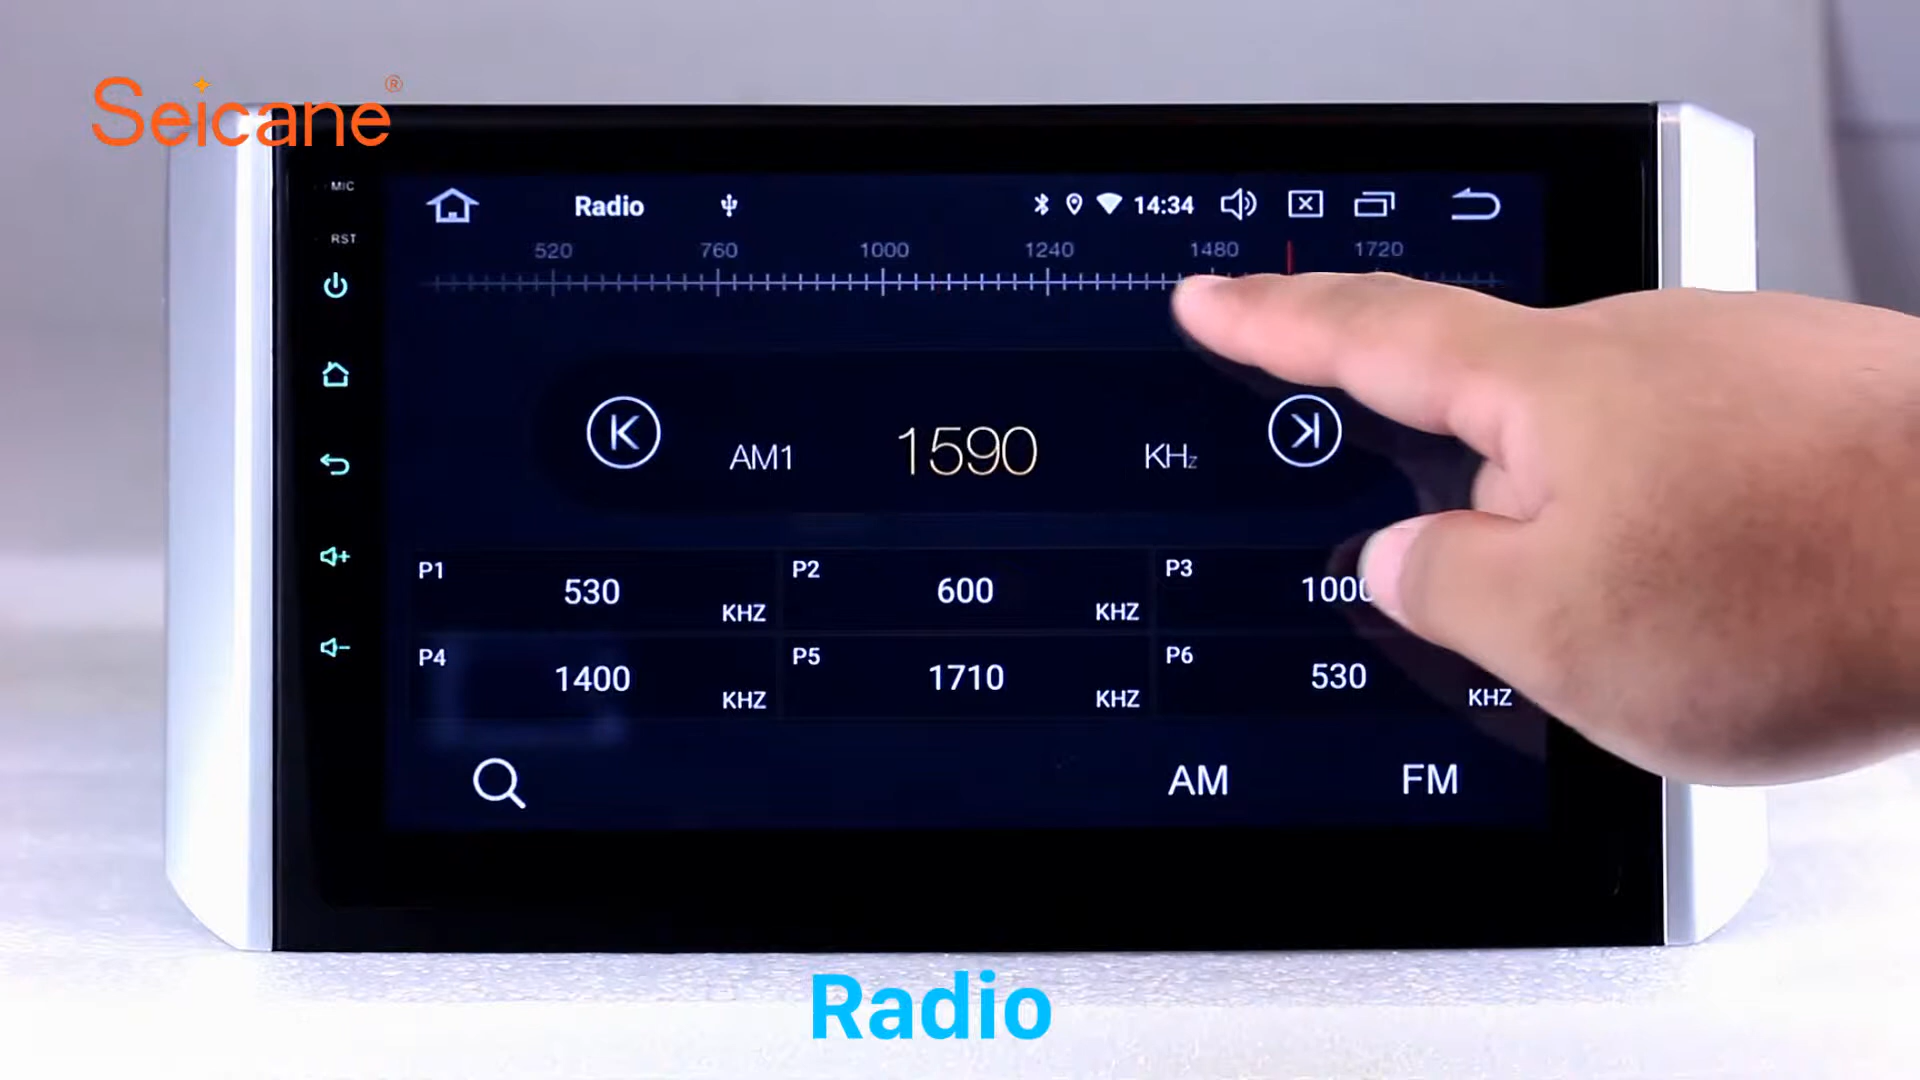 Seicane®
MIC
RST
Radio 14:34
520 760 1000 1240 1480 1720
AM1 1590 KHz
P1 530 KHZ
P2 600 KHZ
P3 1000
P4 1400 KHZ
P5 1710 KHZ
P6 530 KHZ
AM FM
Radio